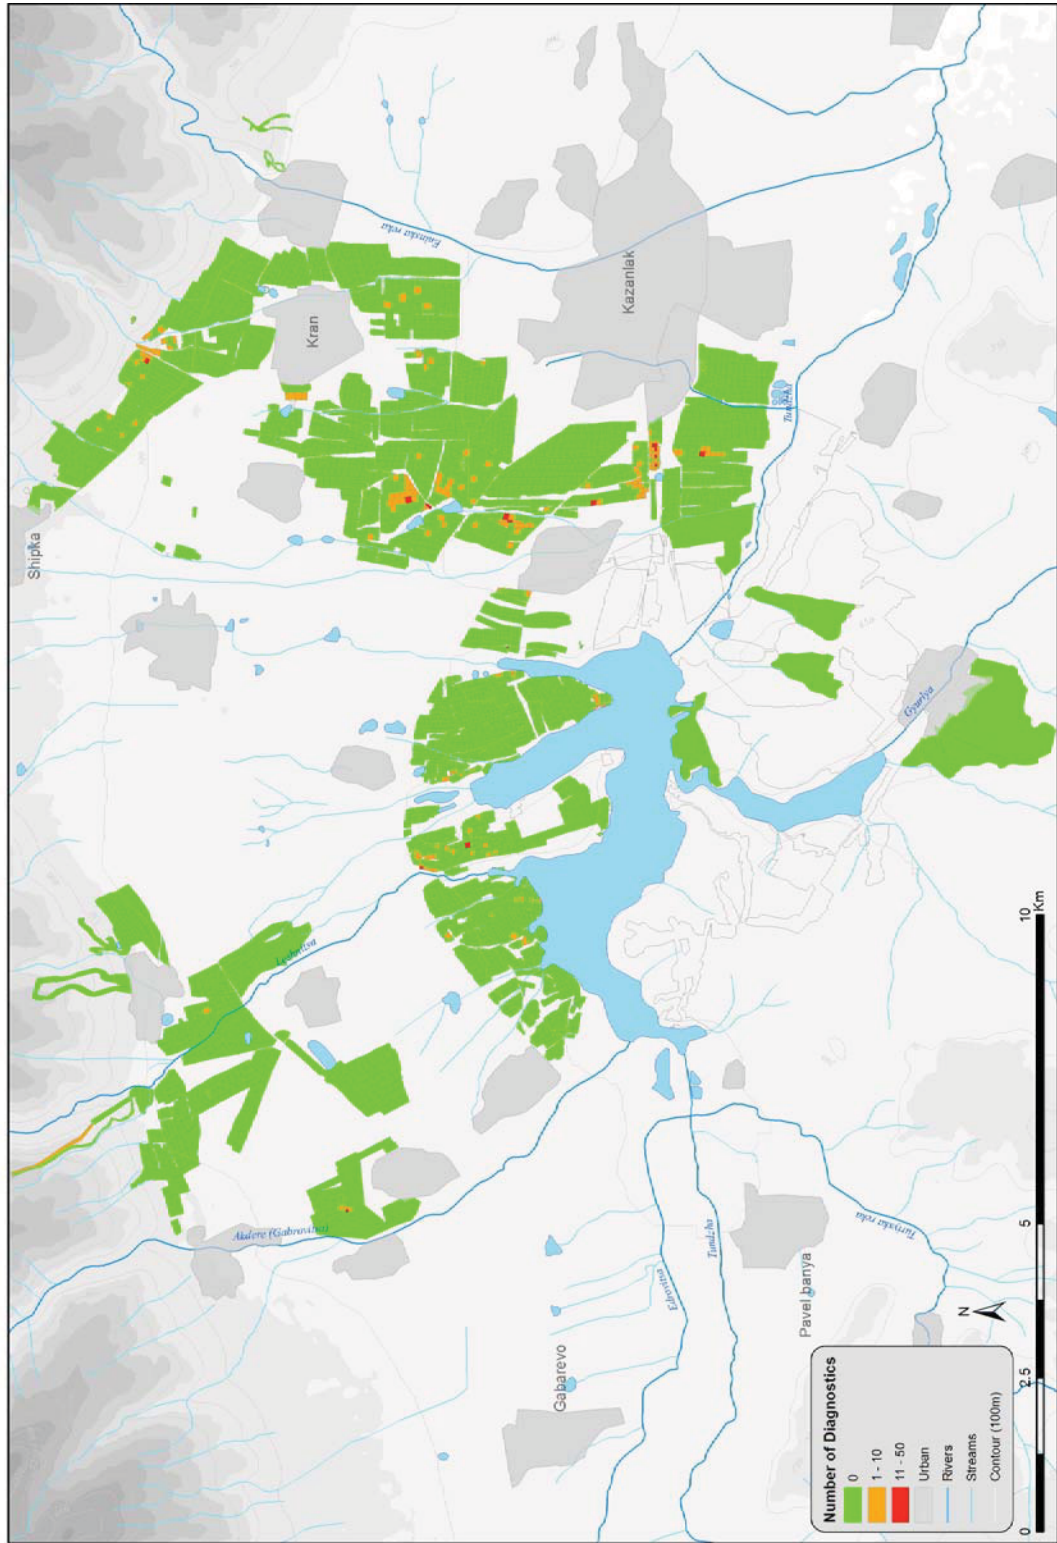 Shipka
Kran
Eninska reka
Kazanlak
Tundzha
Gyurlya
Leshnitsa
Akdere (Gabrovitsa)
Gabarevo
Tundzha
Turiyska reka
Pavel banya
N
Number of Diagnostics
0
1 - 10
11 - 50
Urban
Rivers
Streams
Contour (100m)
0
2.5
5
10
Km